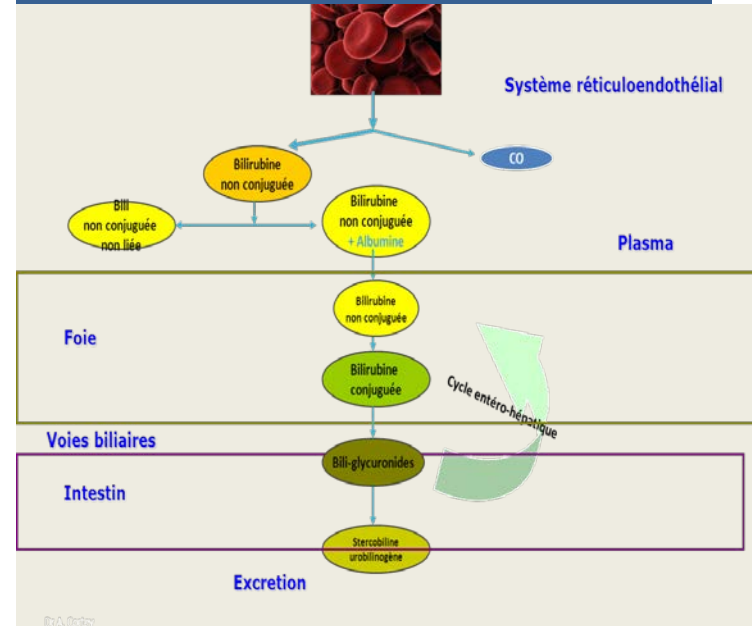 Système réticuloendothélial
CO
Bilirubine
non conjuguée
Bili
non conjuguée
non liée
Bilirubine
non conjuguée
+ Albumine
Plasma
Bilirubine
non conjuguée
Foie
Bilirubine
conjuguée
Cycle entéro-hépatique
Voies biliaires
Bili-glycuronides
Intestin
Stercobiline
urobilinogène
Excretion